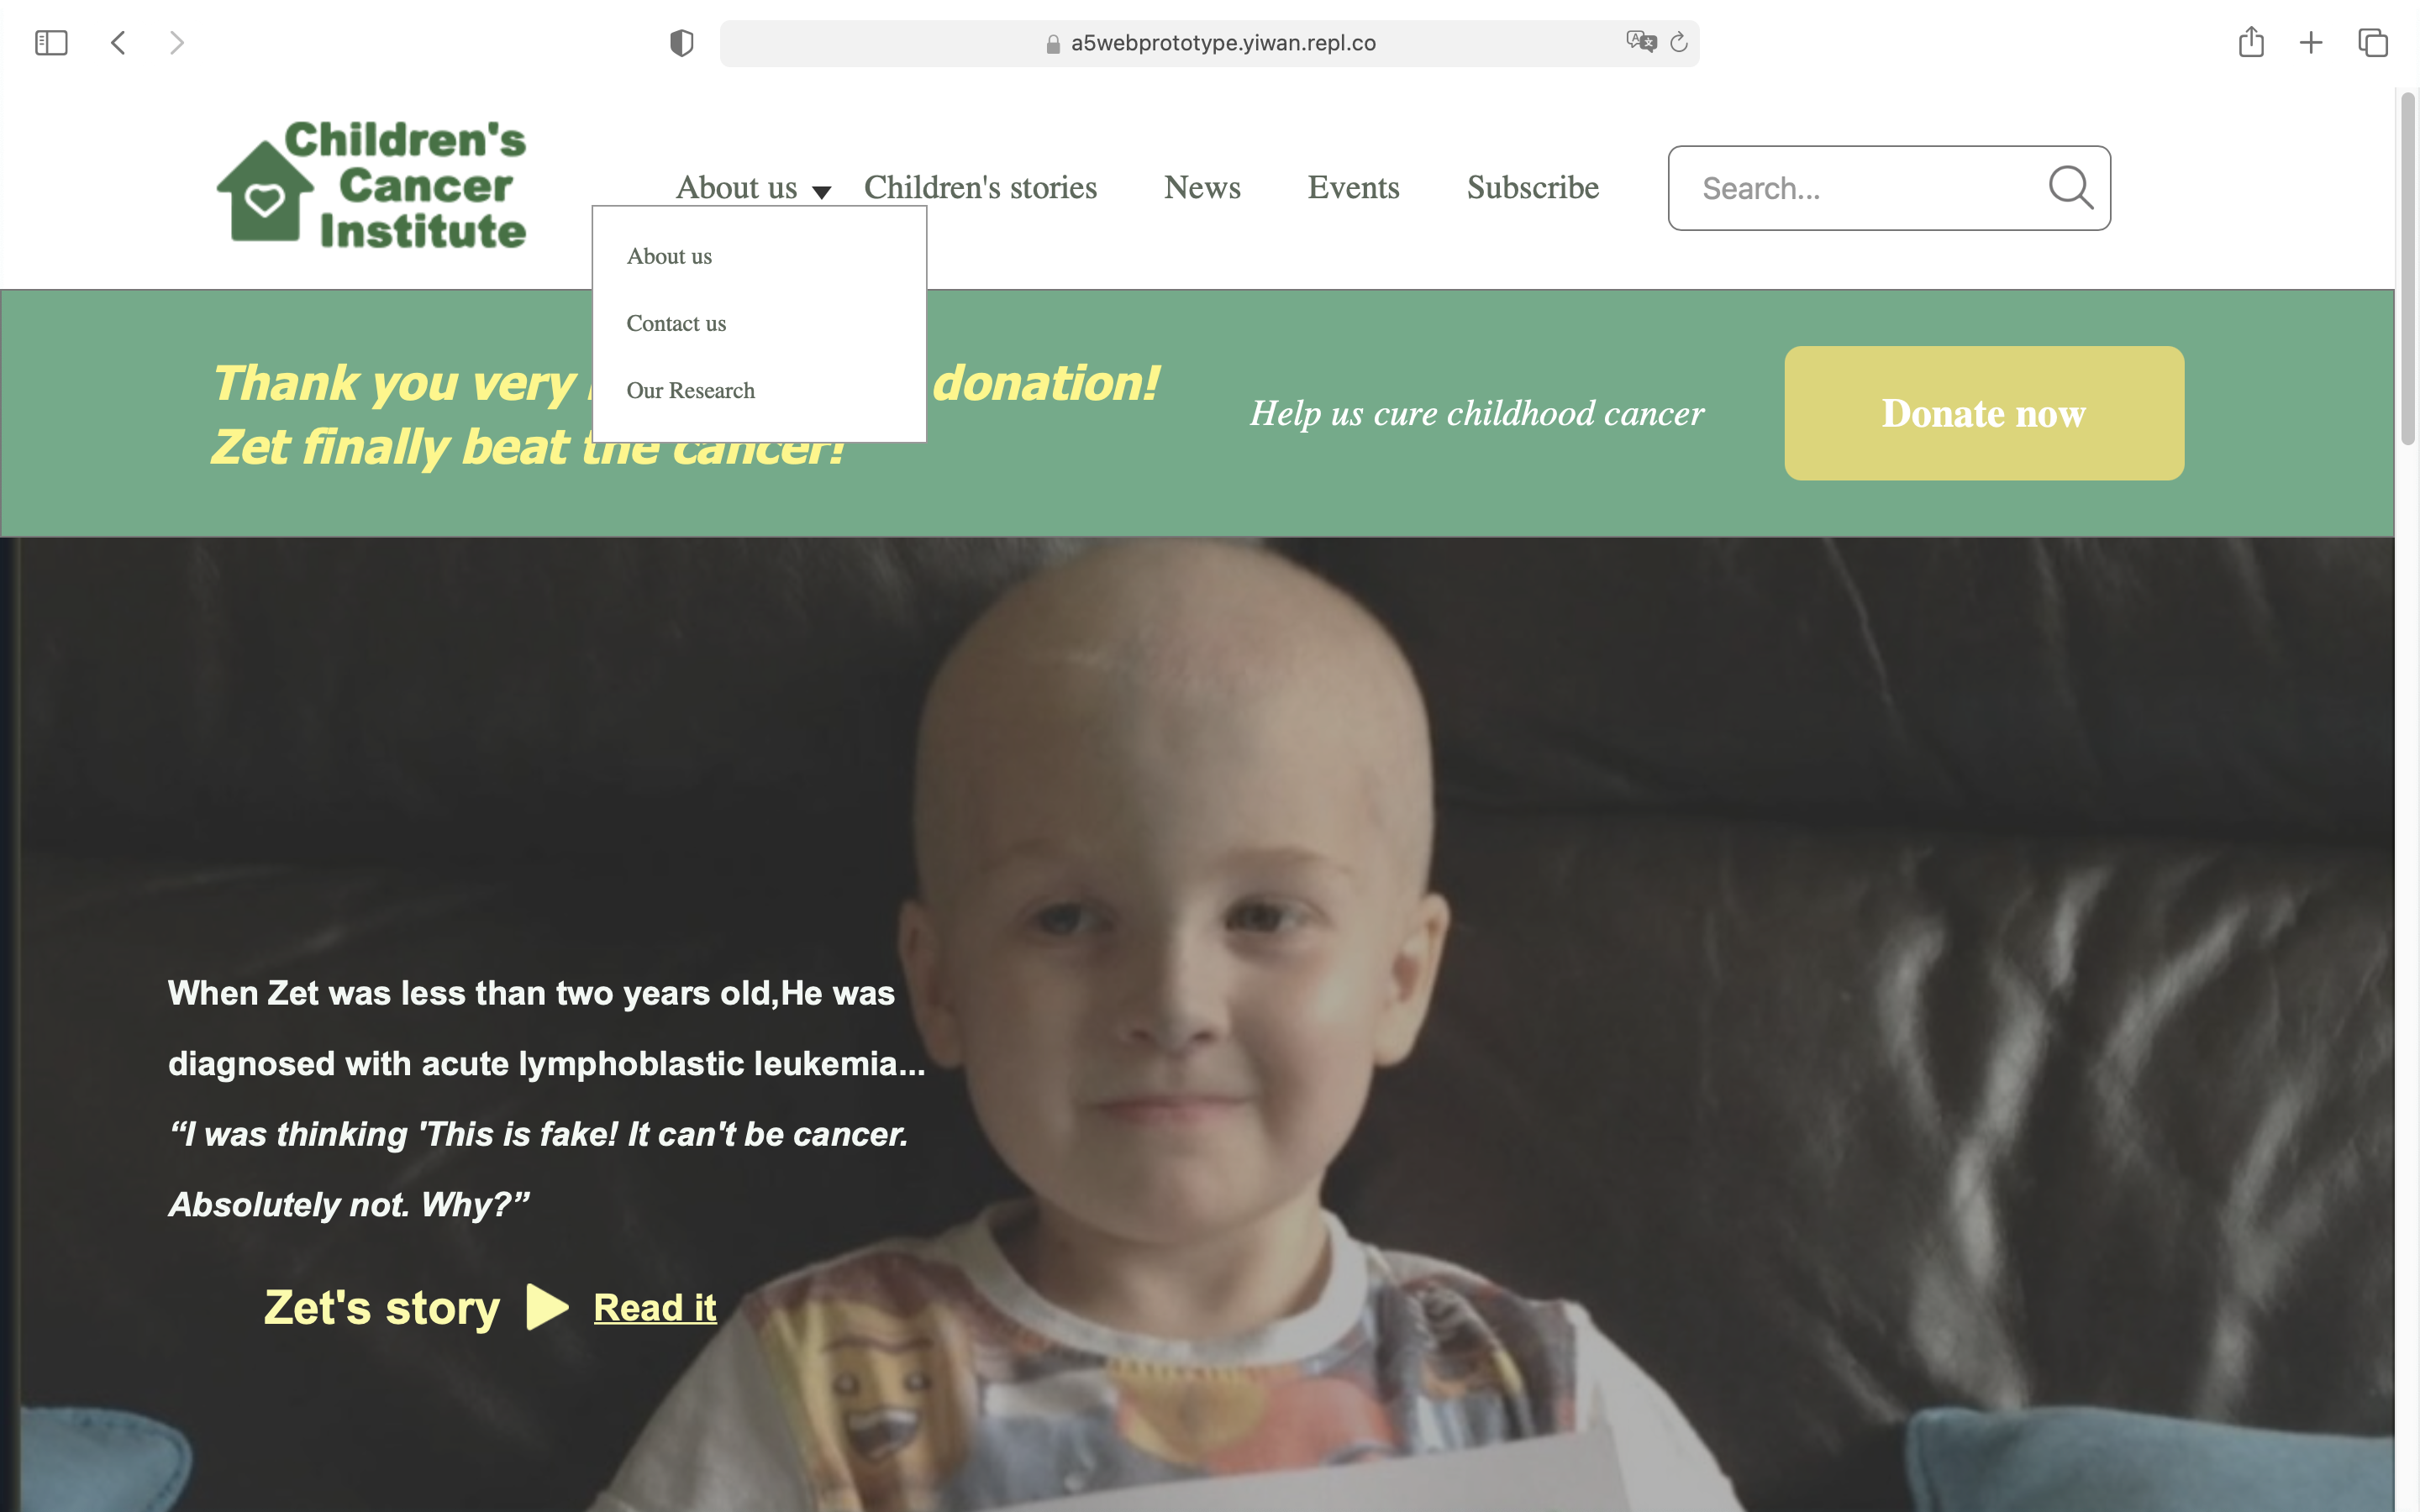 a5webprototype.yiwan.repl.co
Children's
Cancer
Institute
About us
Children's stories
News
Events
Subscribe
Search...
About us
Contact us
Our Research
Thank you very donation!
Zet finally beat the cancer!
Help us cure childhood cancer
Donate now
When Zet was less than two years old,He was
diagnosed with acute lymphoblastic leukemia...
“I was thinking 'This is fake! It can't be cancer.
Absolutely not. Why?”
Zet's story
Read it